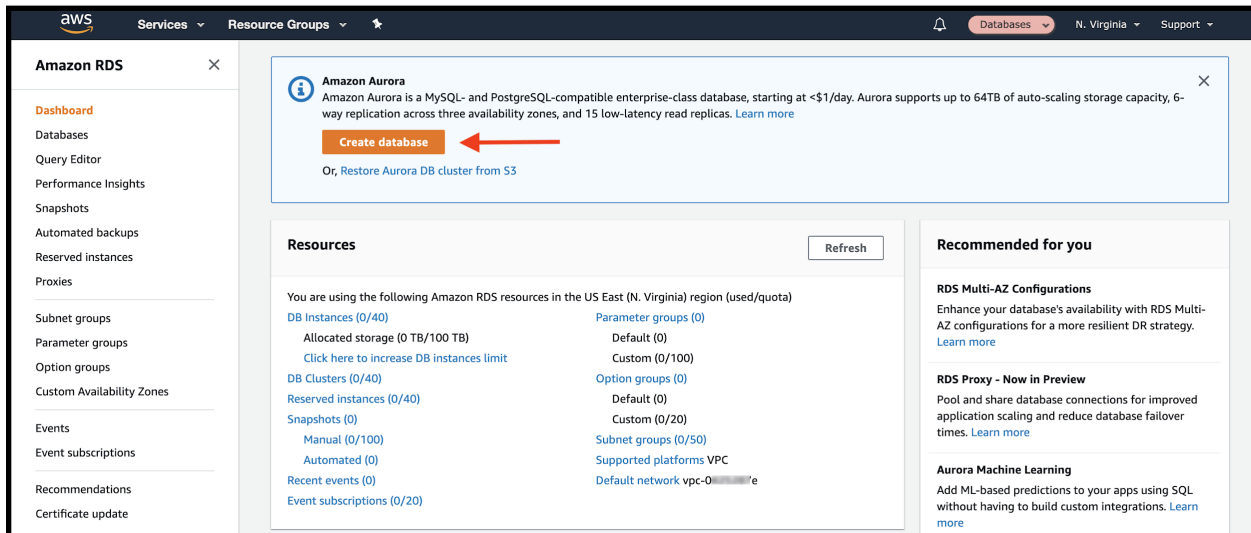 aws
Services
Resource Groups
Databases
N. Virginia
Support
Amazon RDS
Dashboard
Databases
Query Editor
Performance Insights
Snapshots
Automated backups
Reserved instances
Proxies
Subnet groups
Parameter groups
Option groups
Custom Availability Zones
Events
Event subscriptions
Recommendations
Certificate update
Amazon Aurora
Amazon Aurora is a MySQL- and PostgreSQL-compatible enterprise-class database, starting at <$1/day. Aurora supports up to 64TB of auto-scaling storage capacity, 6-
way replication across three availability zones, and 15 low-latency read replicas. Learn more
Create database
Or, Restore Aurora DB cluster from S3
Resources
Refresh
You are using the following Amazon RDS resources in the US East (N. Virginia) region (used/quota)
DB Instances (0/40)
Allocated storage (0 TB/100 TB)
Click here to increase DB instances limit
DB Clusters (0/40)
Reserved instances (0/40)
Snapshots (0)
Manual (0/100)
Automated (0)
Recent events (0)
Event subscriptions (0/20)
Parameter groups (0)
Default (0)
Custom (0/100)
Option groups (0)
Default (0)
Custom (0/20)
Subnet groups (0/50)
Supported platforms VPC
Default network
Recommended for you
RDS Multi-AZ Configurations
Enhance your database's availability with RDS Multi-
AZ configurations for a more resilient DR strategy.
Learn more
RDS Proxy - Now in Preview
Pool and share database connections for improved
application scaling and reduce database failover
times. Learn more
Aurora Machine Learning
Add ML-based predictions to your apps using SQL
without having to build custom integrations. Learn
more